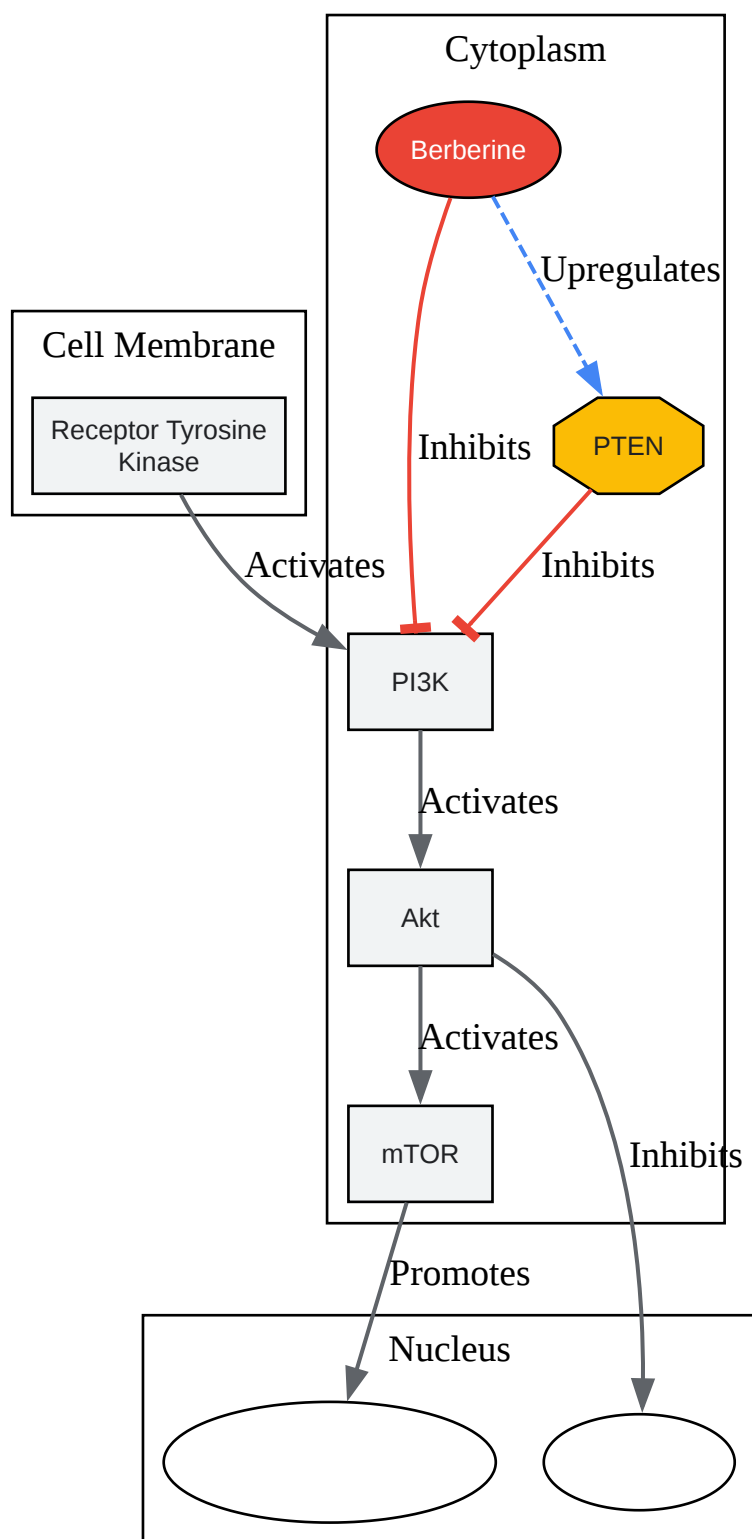 Cytoplasm
Berberine
Upregulates
Cell Membrane
Receptor Tyrosine
Kinase
Inhibits
PTEN
Activates
Inhibits
PI3K
Activates
Akt
Activates
mTOR
Inhibits
Promotes
Nucleus